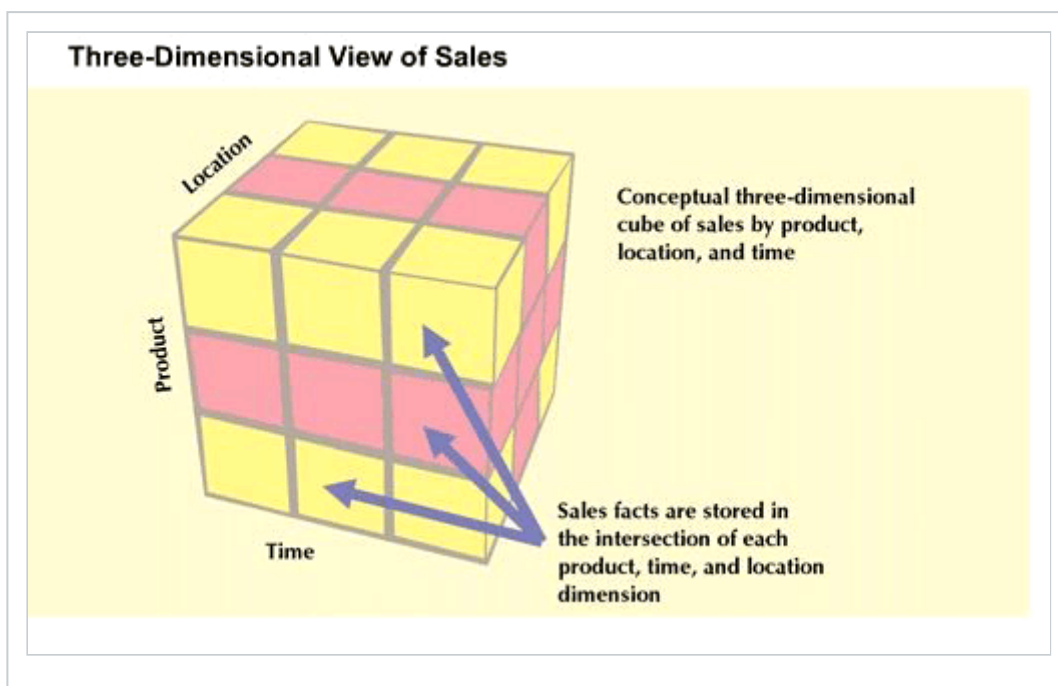 Three-Dimensional View of Sales
Location
Conceptual three-dimensional
cube of sales by product,
location, and time
Product
Sales facts are stored in
the intersection of each
product, time, and location
dimension
Time